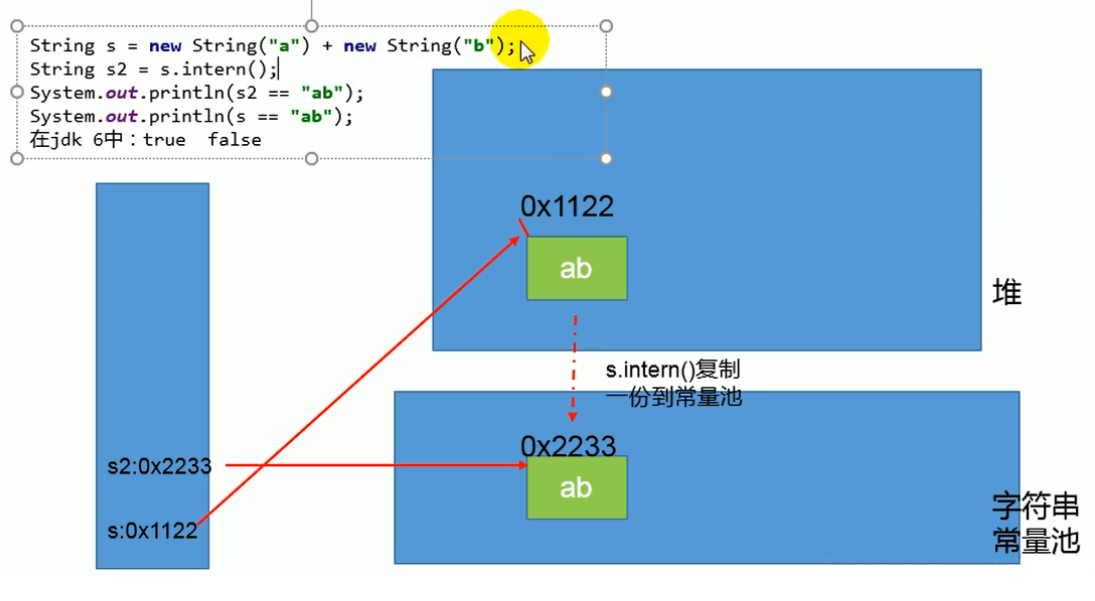 String s = new String("a") + new String("b");
String s2 = s.intern();
System.out.println(s2 == "ab");
System.out.println(s == "ab");
在jdk 6中：true  false
0x1122
ab
堆
s.intern()复制
一份到常量池
0x2233
ab
s2:0x2233
s:0x1122
字符串
常量池